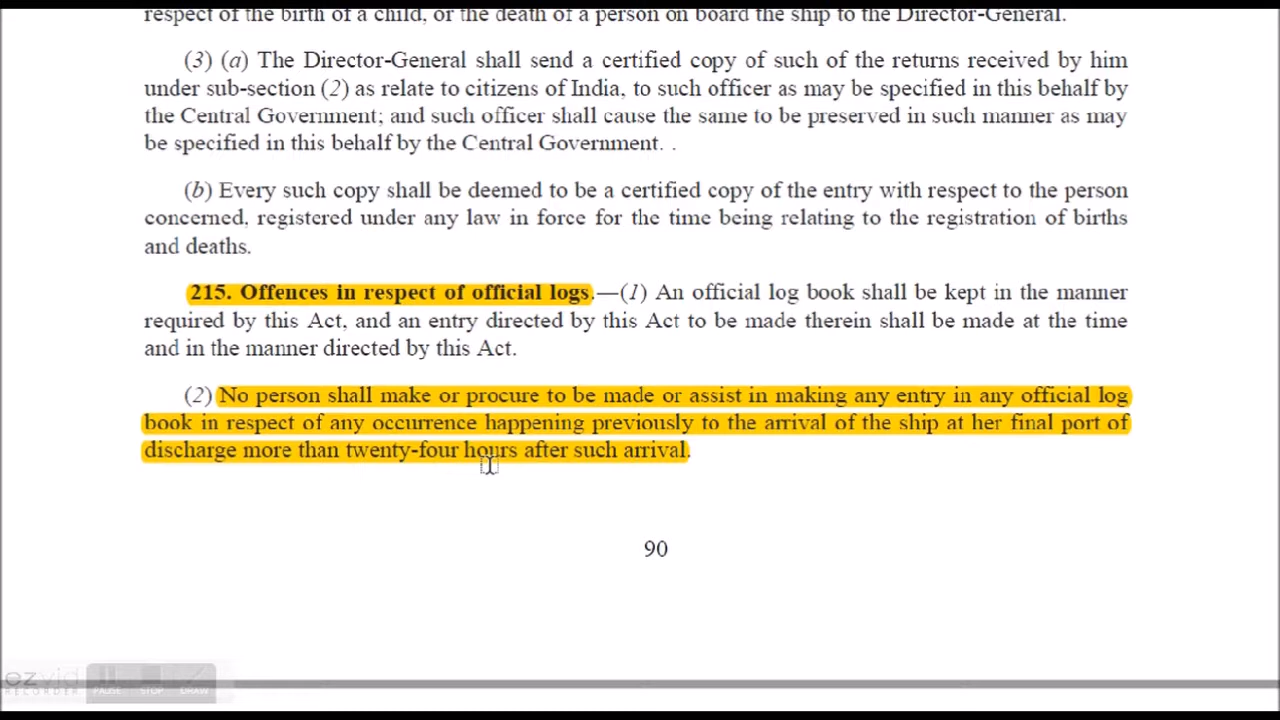 respect of the birth of a child, or the death of a person on board the ship to the Director-General.
(3) (a) The Director-General shall send a certified copy of such of the returns received by him
under sub-section (2) as relate to citizens of India, to such officer as may be specified in this behalf by
the Central Government; and such officer shall cause the same to be preserved in such manner as may
be specified in this behalf by the Central Government. .
(b) Every such copy shall be deemed to be a certified copy of the entry with respect to the person
concerned, registered under any law in force for the time being relating to the registration of births
and deaths.
215. Offences in respect of official logs.—(1) An official log book shall be kept in the manner
required by this Act, and an entry directed by this Act to be made therein shall be made at the time
and in the manner directed by this Act.
(2) No person shall make or procure to be made or assist in making any entry in any official log
book in respect of any occurrence happening previously to the arrival of the ship at her final port of
discharge more than twenty-four hours after such arrival.
90
ezvid
RECORDER
PAUSE STOP DRAW